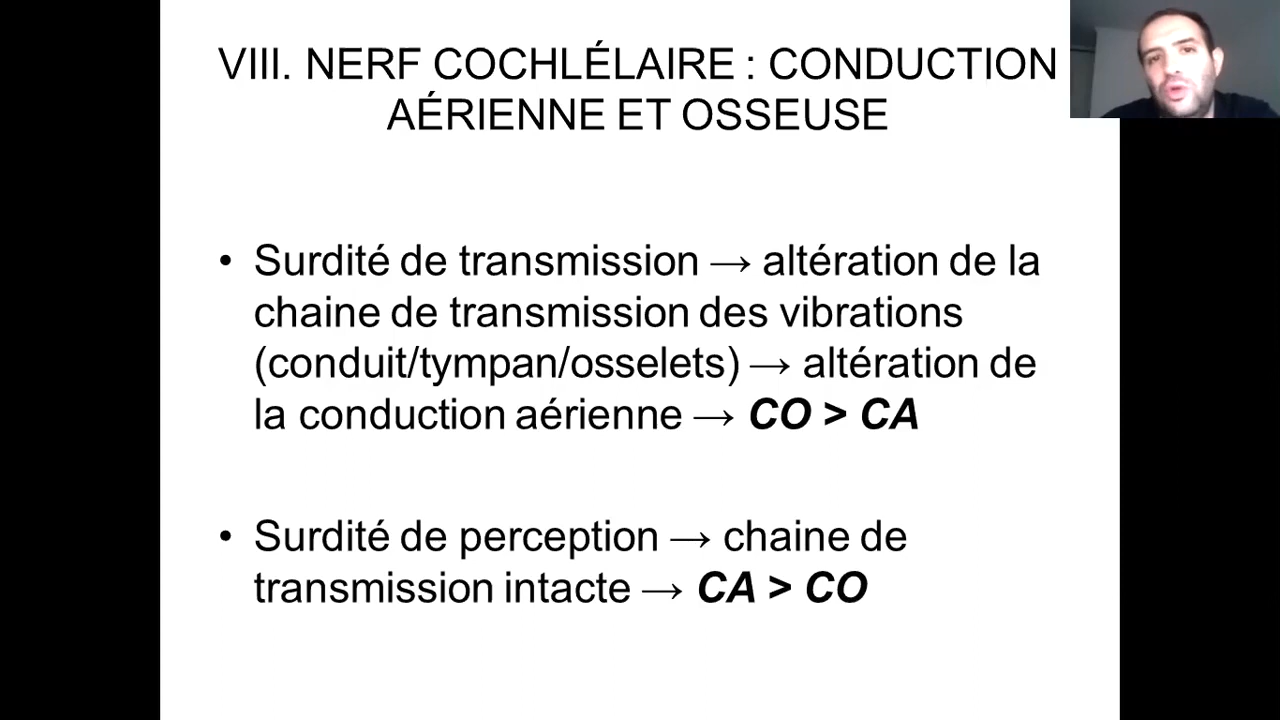 VIII. NERF COCHLÉLAIRE : CONDUCTION
AÉRIENNE ET OSSEUSE
• Surdité de transmission → altération de la
chaine de transmission des vibrations
(conduit/tympan/osselets) → altération de
la conduction aérienne → CO > CA
• Surdité de perception → chaine de
transmission intacte → CA > CO